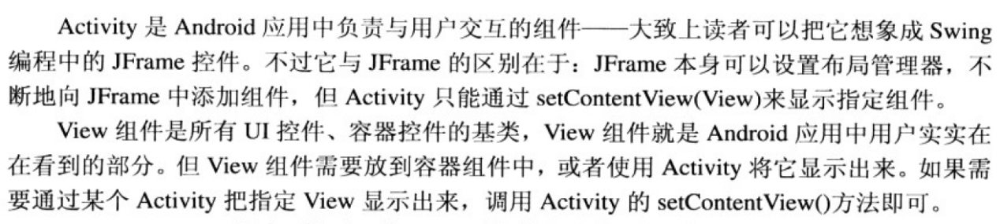 Activity 是 Android 应用中负责与用户交互的组件——大致上读者可以把它想象成 Swing
编程中的 JFrame 控件。不过它与 JFrame 的区别在于：JFrame 本身可以设置布局管理器，不
断地向 JFrame 中添加组件，但 Activity 只能通过 setContentView(View)来显示指定组件。
View 组件是所有 UI 控件、容器控件的基类，View 组件就是 Android 应用中用户实实在
在看到的部分。但 View 组件需要放到容器组件中，或者使用 Activity 将它显示出来。如果需
要通过某个 Activity 把指定 View 显示出来，调用 Activity 的 setContentView()方法即可。